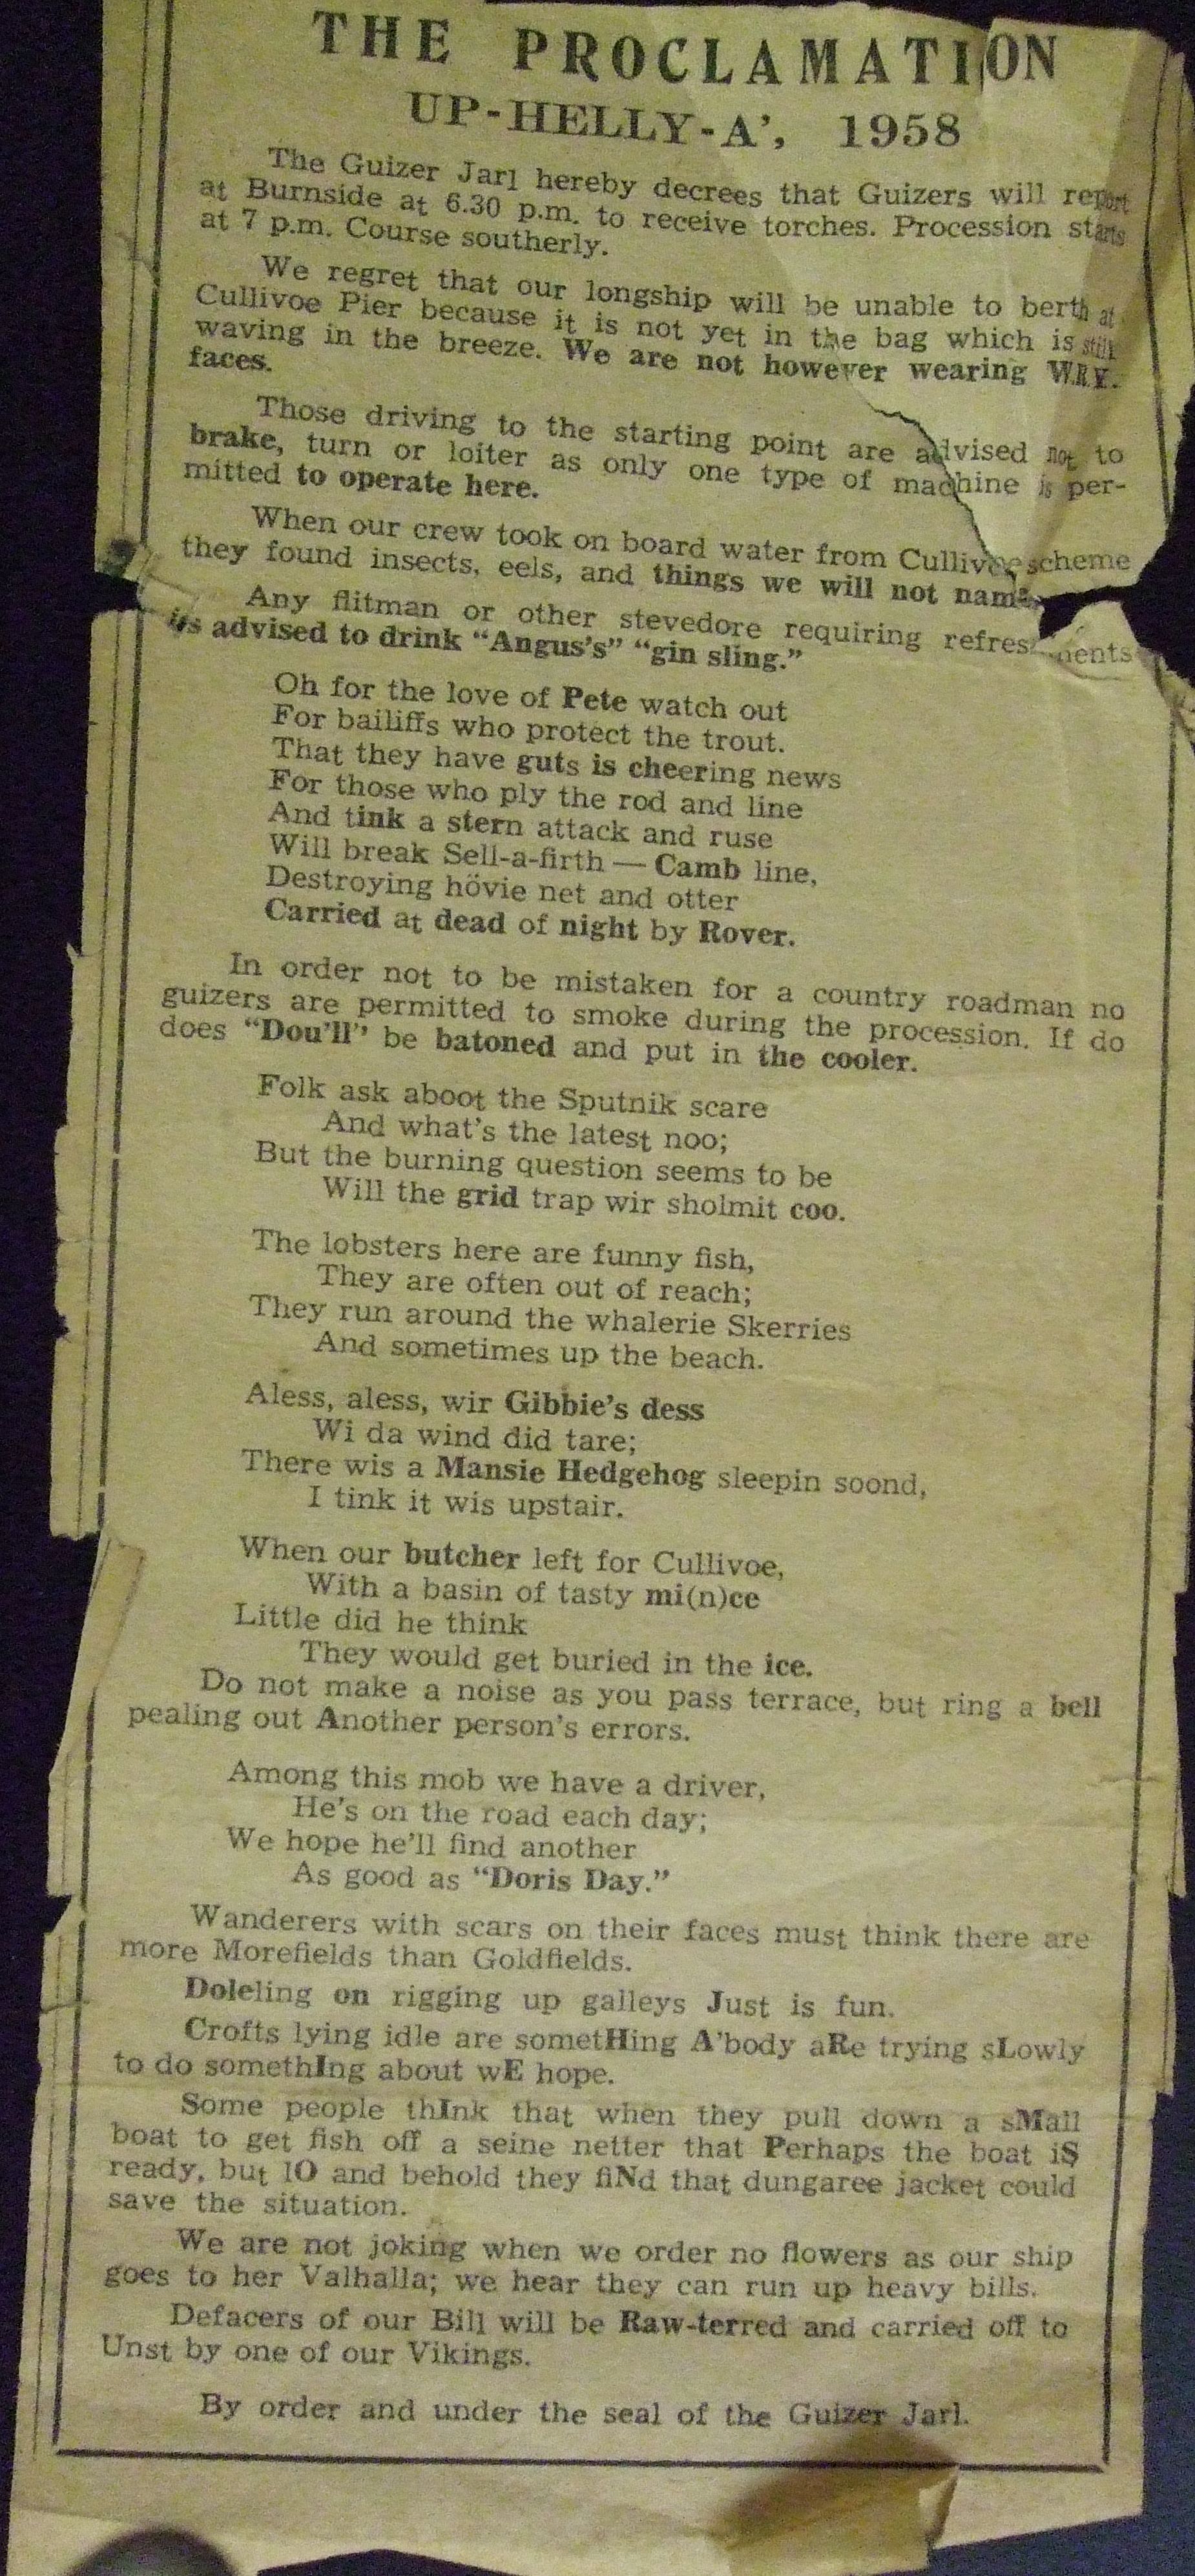 THE PROCLAMATION
UP-HELLY-A', 1958
The Guizer Jarl hereby decrees that Guizers will report
at Burnside at 6.30 p.m. to receive torches. Procession starts
at 7 p.m. Course southerly.
We regret that our longship will be unable to berth at
Cullivoe Pier because it is not yet in the bag which is still
waving in the breeze. We are not however wearing W.R.Y.
faces.
Those driving to the starting point are advised not to
brake, turn or loiter as only one type of machine is per-
mitted to operate here.
When our crew took on board water from Cullivoe scheme
they found insects, eels, and things we will not name.
Any flitman or other stevedore requiring refreshments
is advised to drink "Angus's" "gin sling."
Oh for the love of Pete watch out
For bailiffs who protect the trout.
That they have guts is cheering news
For those who ply the rod and line
And tink a stern attack and ruse
Will break Sell-a-firth — Camb line,
Destroying hövie net and otter
Carried at dead of night by Rover.
In order not to be mistaken for a country roadman no
guizers are permitted to smoke during the procession. If do
does "Dou'll" be batoned and put in the cooler.
Folk ask aboot the Sputnik scare
And what's the latest noo;
But the burning question seems to be
Will the grid trap wir sholmit coo.
The lobsters here are funny fish,
They are often out of reach;
They run around the whalerie Skerries
And sometimes up the beach.
Aless, aless, wir Gibbie's dess
Wi da wind did tare;
There wis a Mansie Hedgehog sleepin soond,
I tink it wis upstair.
When our butcher left for Cullivoe,
With a basin of tasty mi(n)ce
Little did he think
They would get buried in the ice.
Do not make a noise as you pass terrace, but ring a bell
pealing out Another person's errors.
Among this mob we have a driver,
He's on the road each day;
We hope he'll find another
As good as "Doris Day."
Wanderers with scars on their faces must think there are
more Morefields than Goldfields.
Doleling on rigging up galleys Just is fun.
Crofts lying idle are sometHing A'body aRe trying sLowly
to do somethIng about wE hope.
Some people thInk that when they pull down a sMall
boat to get fish off a seine netter that Perhaps the boat iS
ready, but lO and behold they fiNd that dungaree jacket could
save the situation.
We are not joking when we order no flowers as our ship
goes to her Valhalla; we hear they can run up heavy bills.
Defacers of our Bill will be Raw-terred and carried off to
Unst by one of our Vikings.
By order and under the seal of the Guizer Jarl.